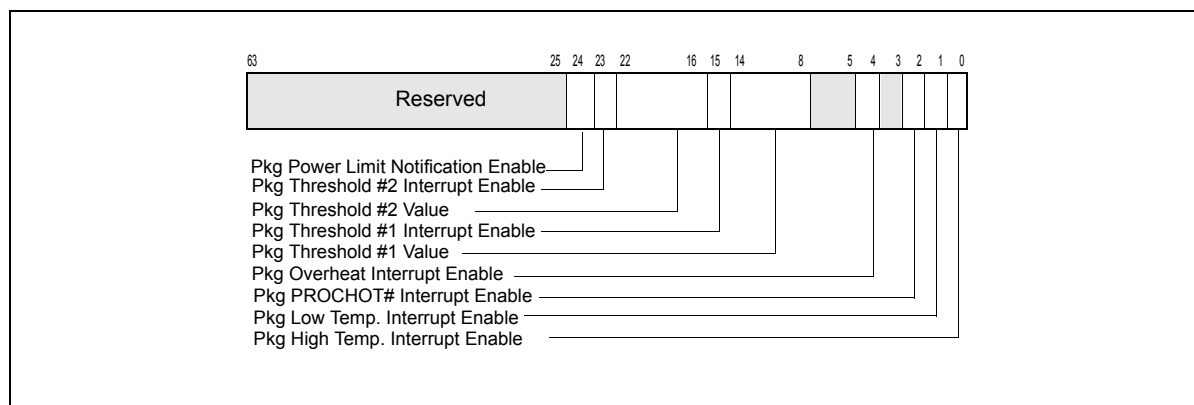 63 25 24 23 22 16 15 14 8 5 4 3 2 1 0
Reserved
Pkg Power Limit Notification Enable
Pkg Threshold #2 Interrupt Enable
Pkg Threshold #2 Value
Pkg Threshold #1 Interrupt Enable
Pkg Threshold #1 Value
Pkg Overheat Interrupt Enable
Pkg PROCHOT# Interrupt Enable
Pkg Low Temp. Interrupt Enable
Pkg High Temp. Interrupt Enable